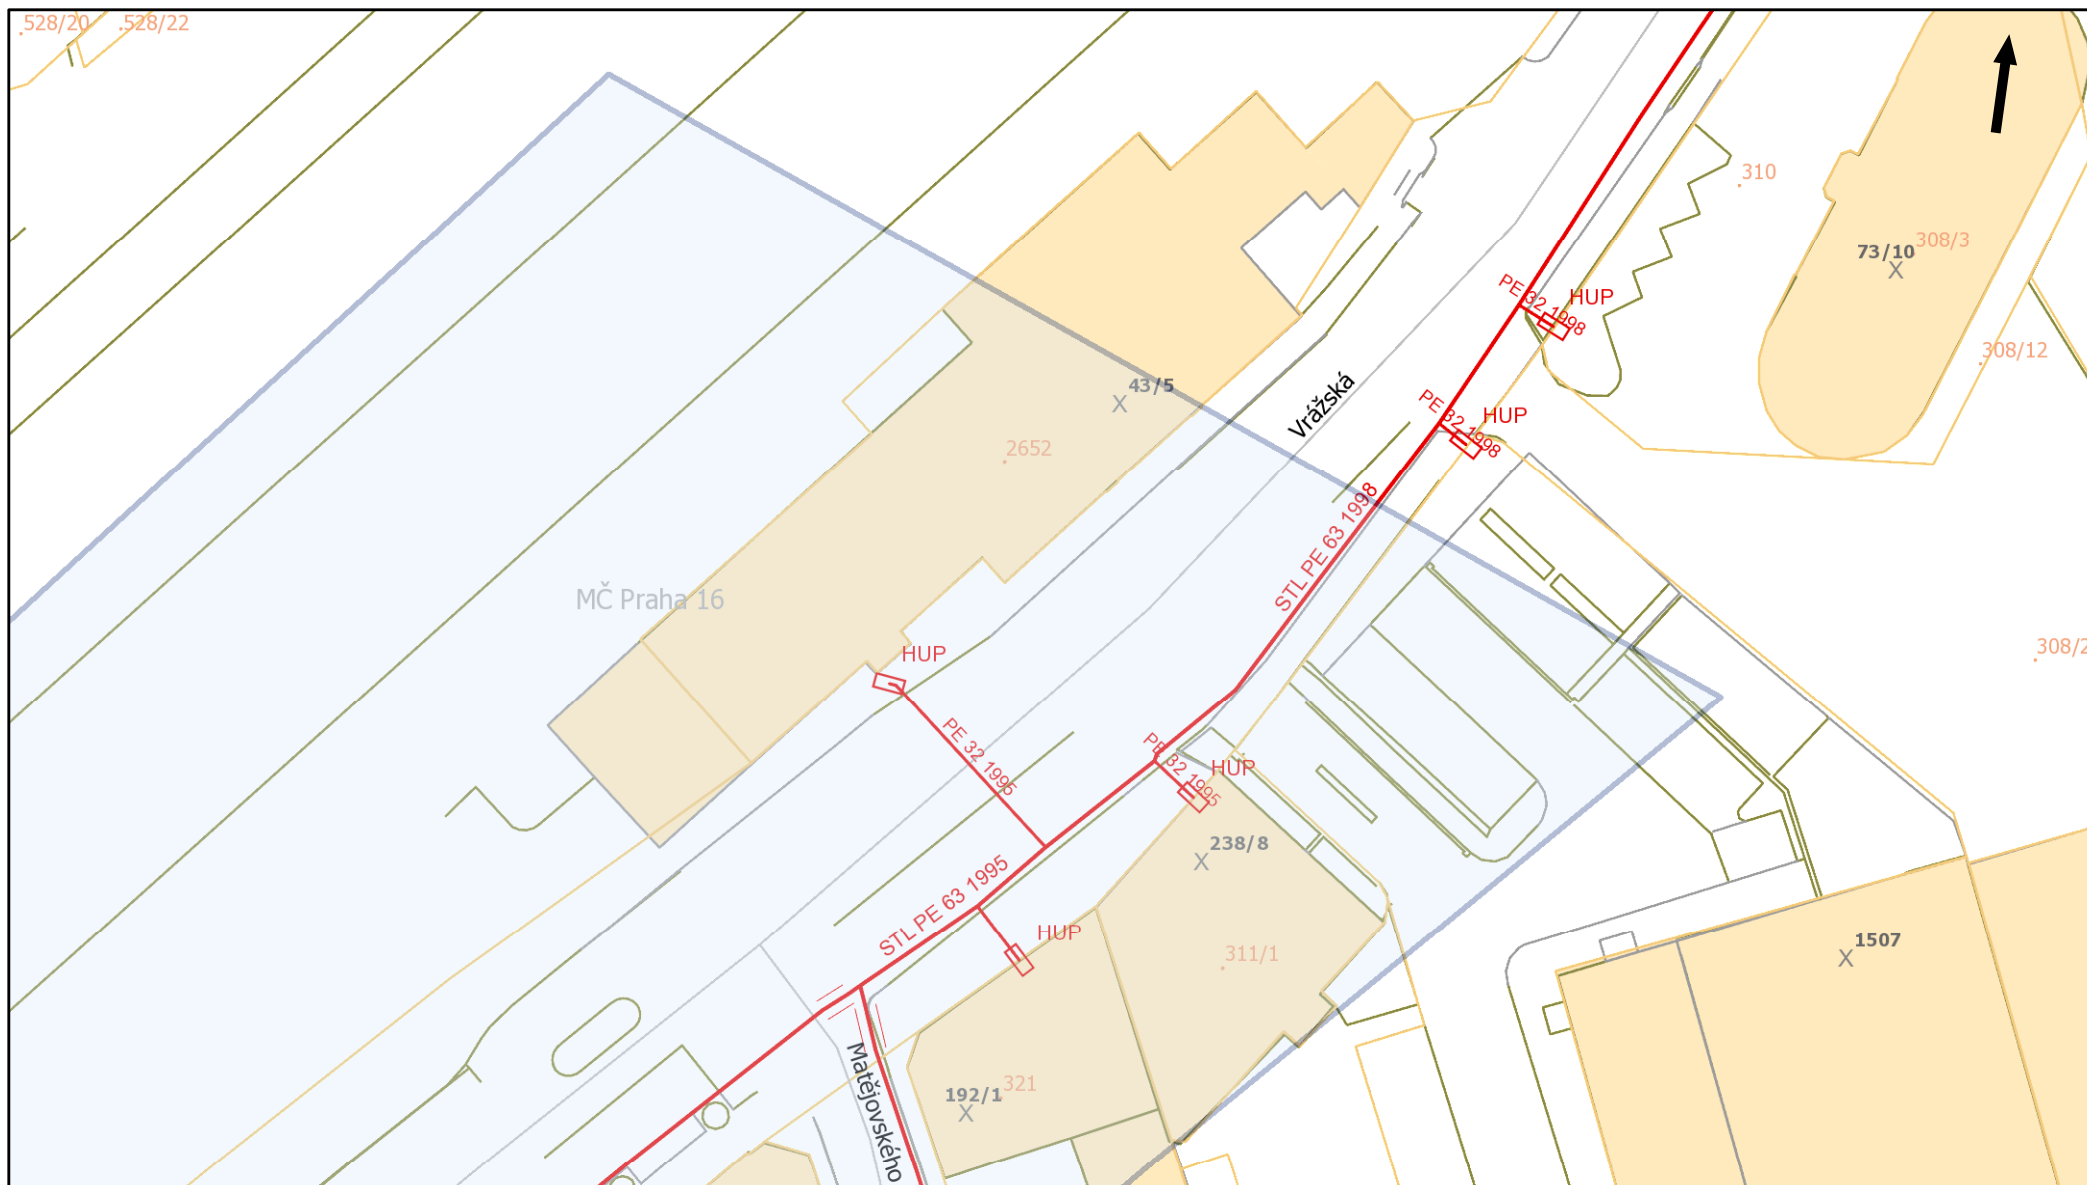 528/20
528/22
310
73/10
308/3
PE 32 1998
HUP
308/12
43/5
Vrážská
PE 32 1998
HUP
2652
STL PE 63 1998
MČ Praha 16
HUP
308/2
PE 32 1995
PE 32 1995
HUP
238/8
STL PE 63 1995
HUP
311/1
1507
Matějovského
192/1
321